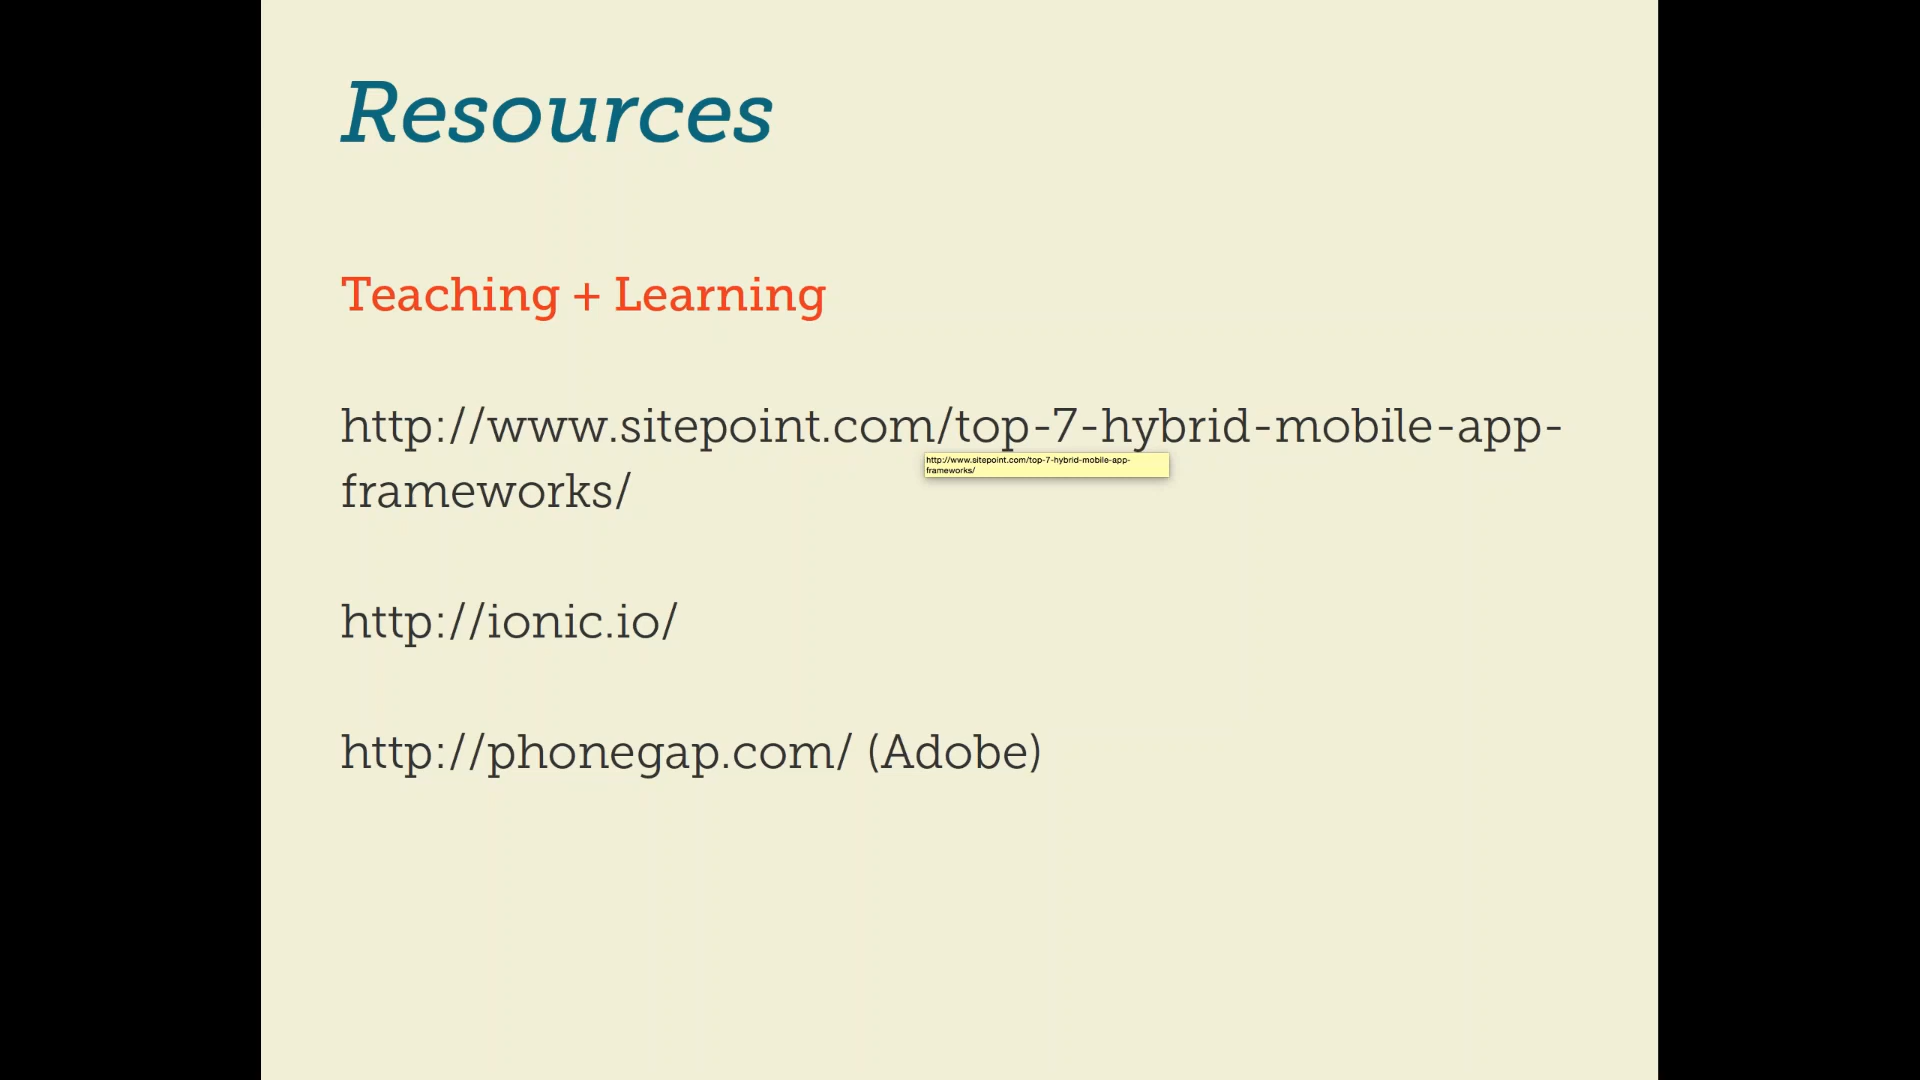 Resources
Teaching + Learning
http://www.sitepoint.com/top-7-hybrid-mobile-app-
http://www.sitepoint.com/top-7-hybrid-mobile-app-
frameworks/
frameworks/
http://ionic.io/
http://phonegap.com/ (Adobe)